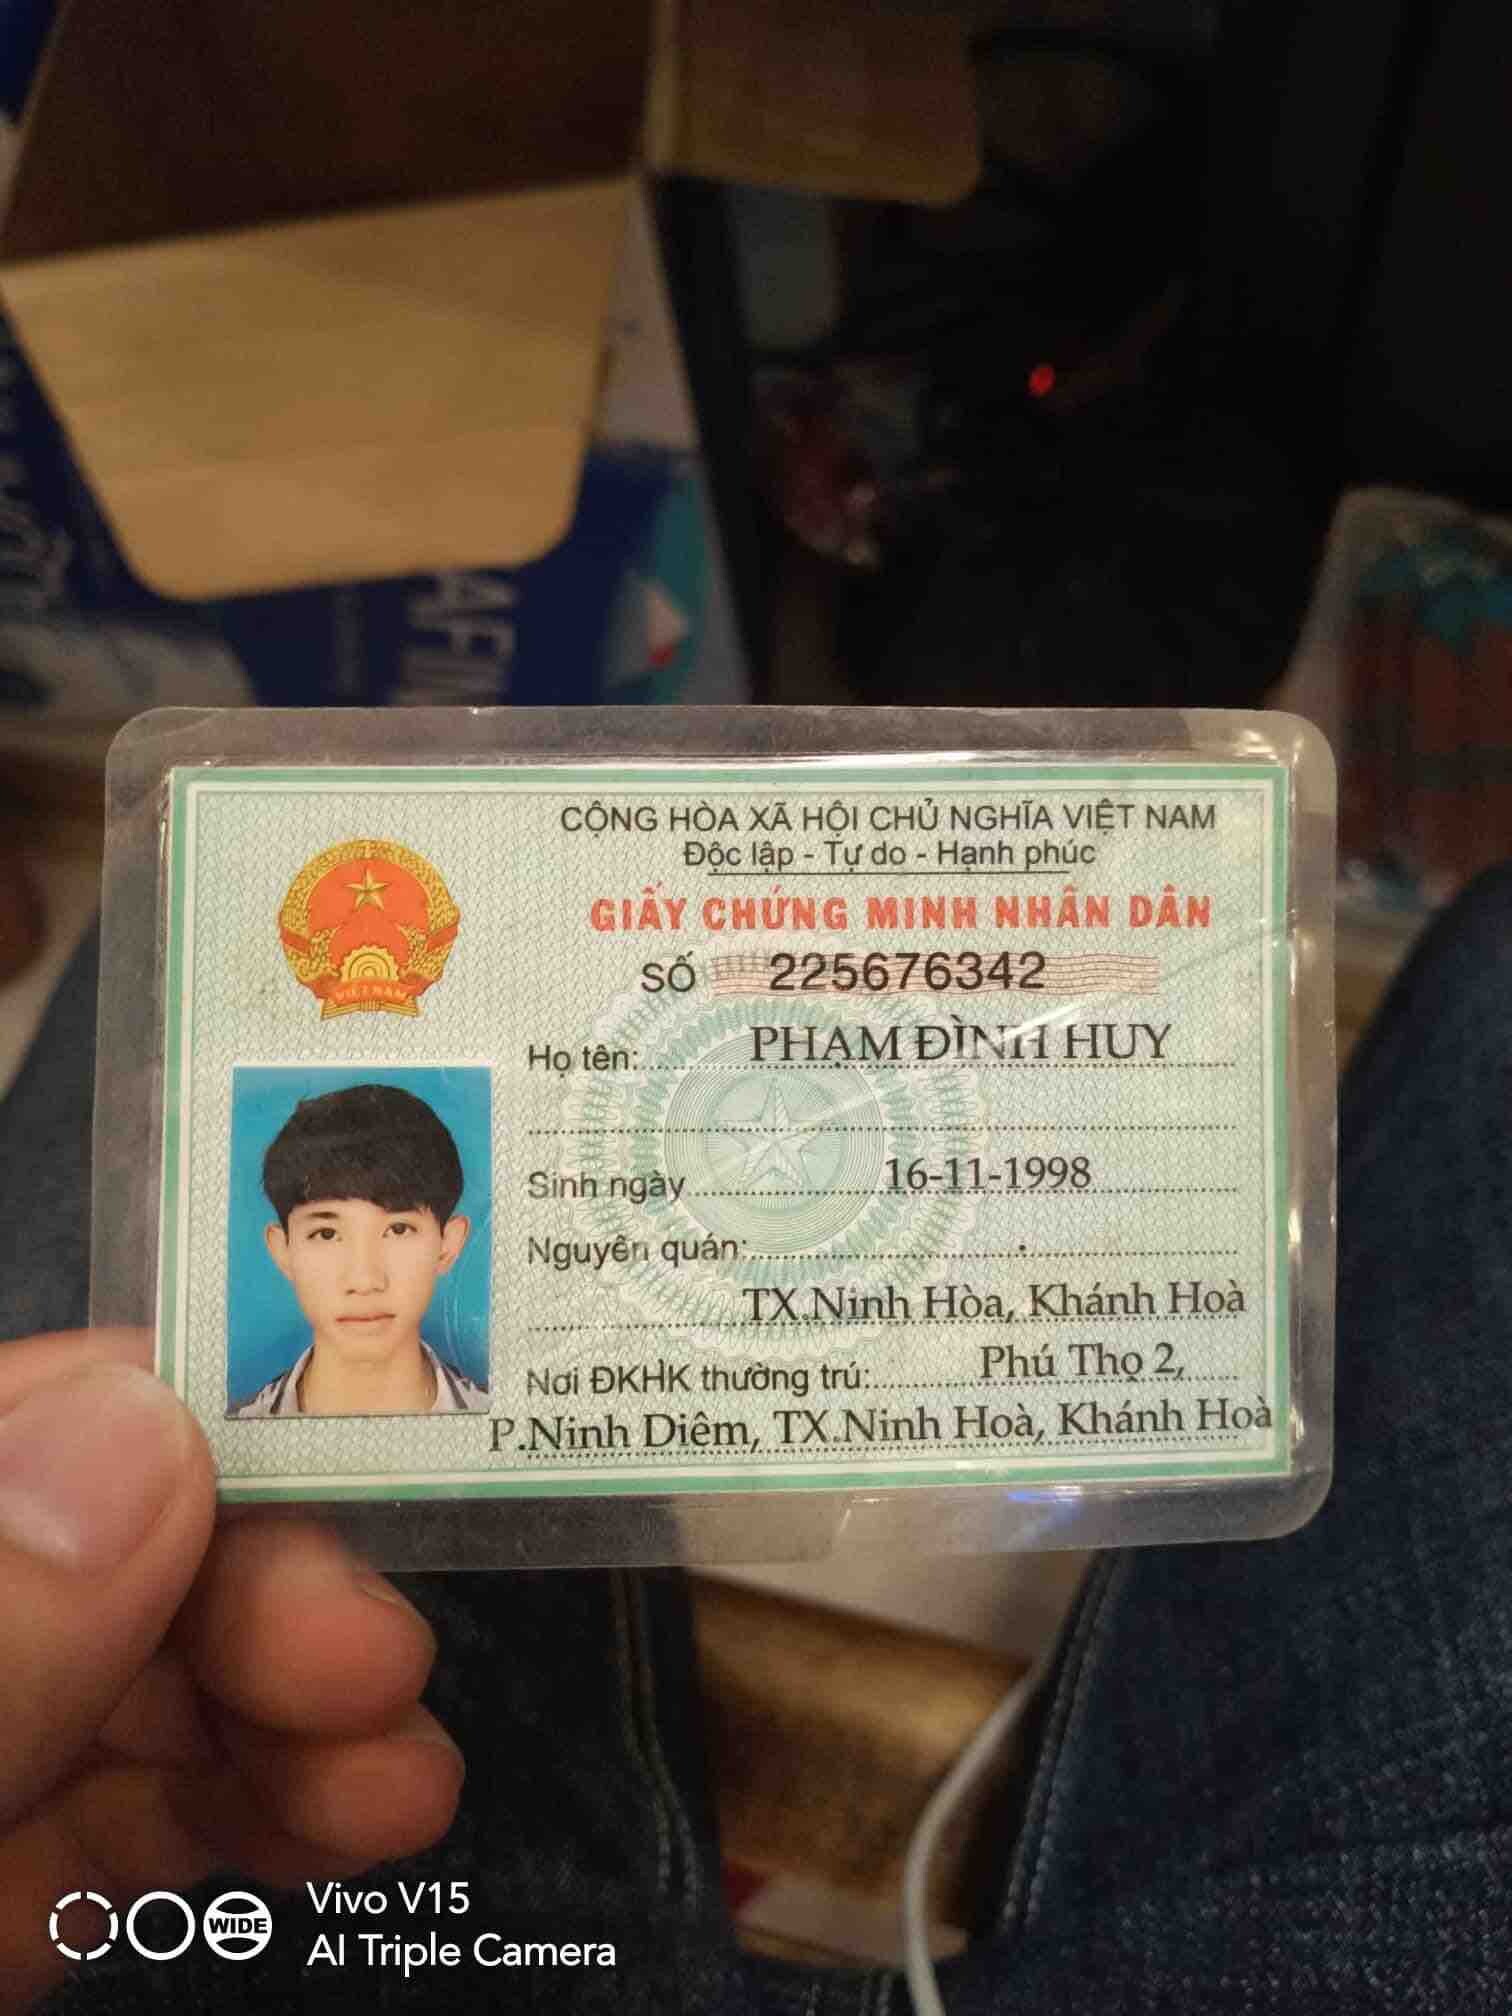 CỘNG HÒA XÃ HỘI CHỦ NGHĨA VIỆT NAM
Độc lập - Tự do - Hạnh phúc
GIẤY CHỨNG MINH NHÂN DÂN
SỐ 225676342
Họ tên: PHẠM ĐÌNH HUY
Sinh ngày 16-11-1998
Nguyên quán:
TX.Ninh Hòa, Khánh Hoà
Nơi ĐKHK thường trú: Phú Thọ 2,
P.Ninh Diêm, TX.Ninh Hoà, Khánh Hoà
VIỆT NAM
WIDE
Vivo V15
AI Triple Camera